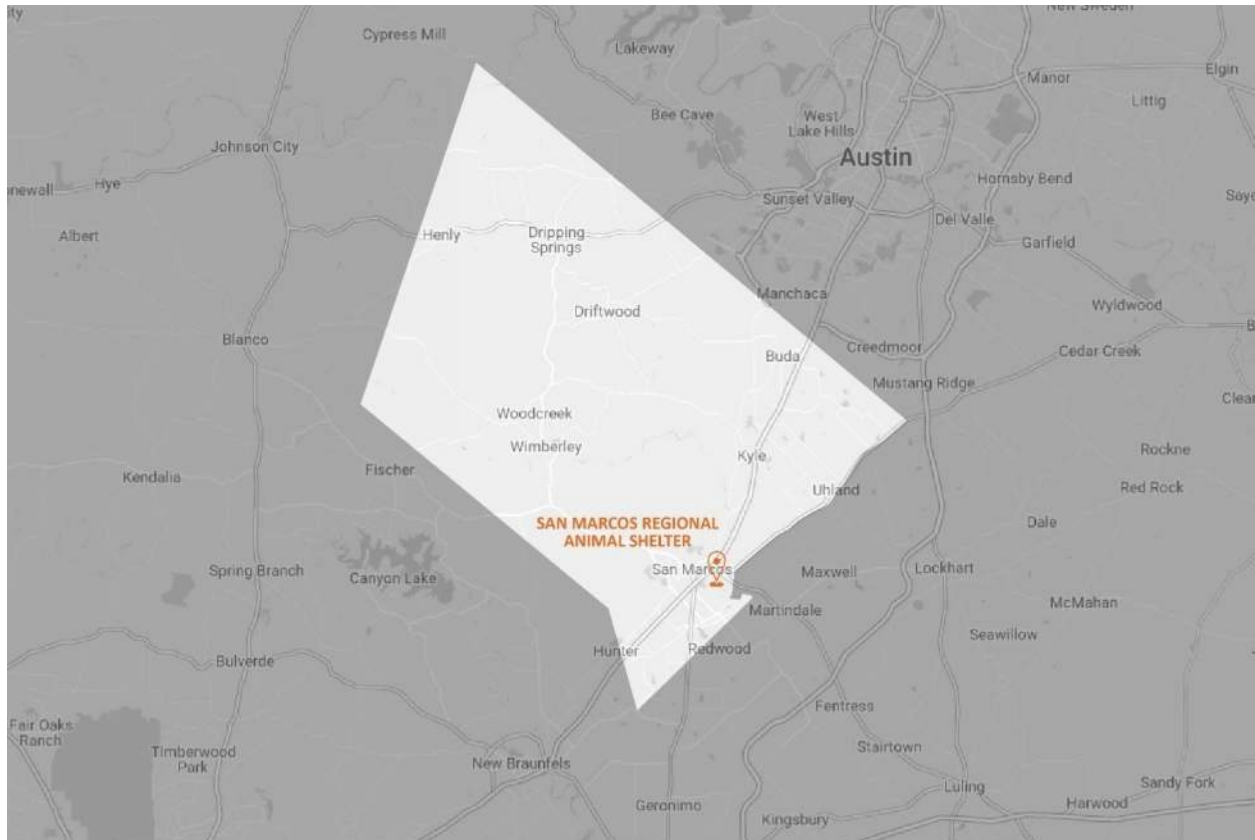 New Sweden
Cypress Mill
Lakeway
Elgin
Manor
Littig
Bee Cave
West
Lake Hills
Johnson City
Austin
Hornsby Bend
Hye
Sunset Valley
Del Valle
Albert
Henly
Dripping
Springs
Garfield
Manchaca
Wyldwood
Driftwood
Blanco
Creedmoor
Cedar Creek
Buda
Mustang Ridge
Woodcreek
Wimberley
Kyle
Rockne
Fischer
Kendalia
Uhland
Red Rock
SAN MARCOS REGIONAL
ANIMAL SHELTER
Dale
Spring Branch
Canyon Lake
San Marcos
Maxwell
Lockhart
McMahan
Martindale
Seawillow
Hunter
Redwood
Bulverde
Fair Oaks
Ranch
Timberwood
Park
Fentress
Stairtown
New Braunfels
Luling
Sandy Fork
Geronimo
Harwood
Kingsbury